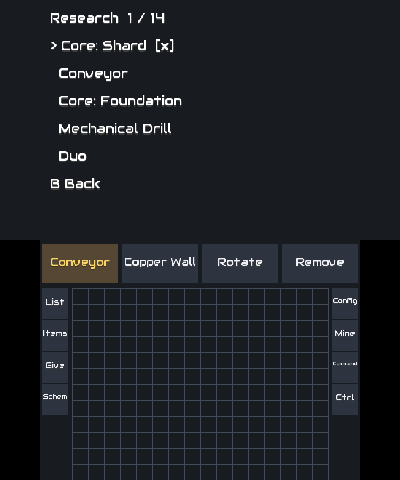 Research 1 / 14
> Core: Shard [x]
Conveyor
Core: Foundation
Mechanical Drill
Duo
B Back
Conveyor Copper Wall Rotate Remove
List Config
Items Mine
Give Command
Schem Ctrl